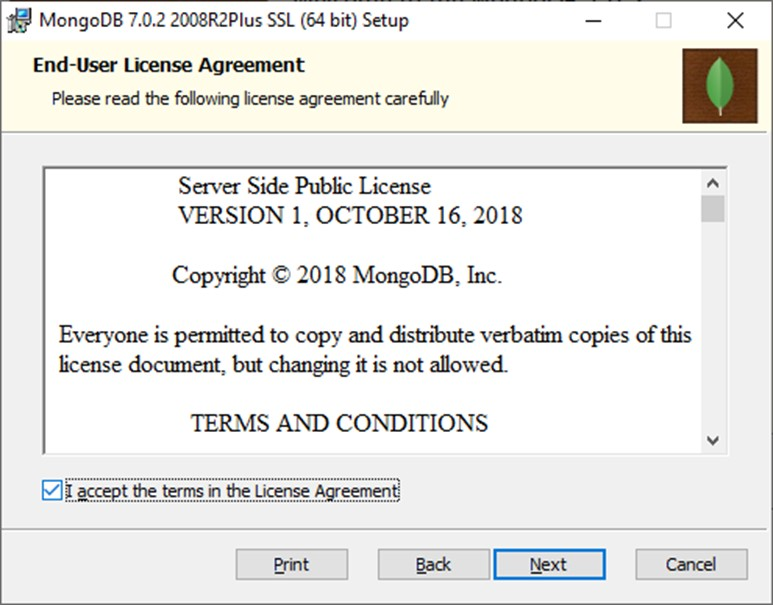 MongoDB 7.0.2 2008R2Plus SSL (64 bit) Setup
End-User License Agreement
Please read the following license agreement carefully
Server Side Public License
VERSION 1, OCTOBER 16, 2018
Copyright © 2018 MongoDB, Inc.
Everyone is permitted to copy and distribute verbatim copies of this
license document, but changing it is not allowed.
TERMS AND CONDITIONS
I accept the terms in the License Agreement
Print Back Next Cancel